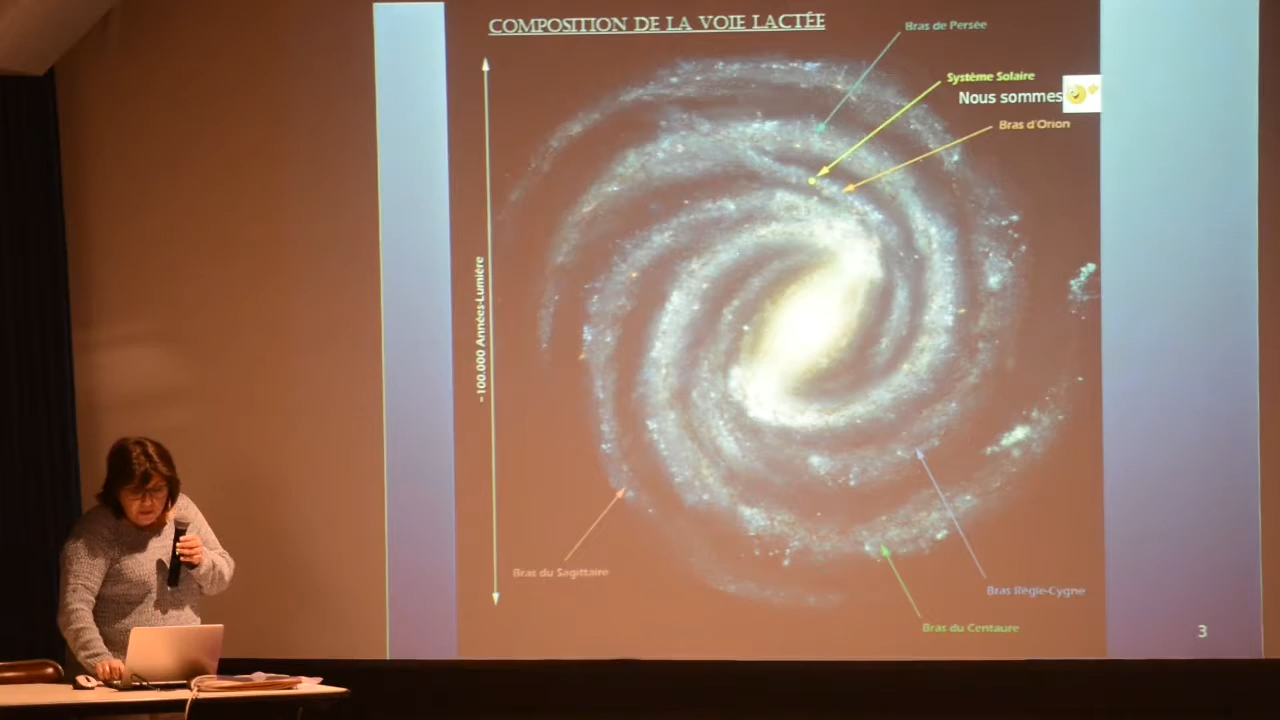 COMPOSITION DE LA VOIE LACTÉE
Bras de Persée
Système Solaire
Nous sommes
Bras d'Orion
~100.000 Années-Lumière
Bras du Sagittaire
Bras Règle-Cygne
Bras du Centaure
3